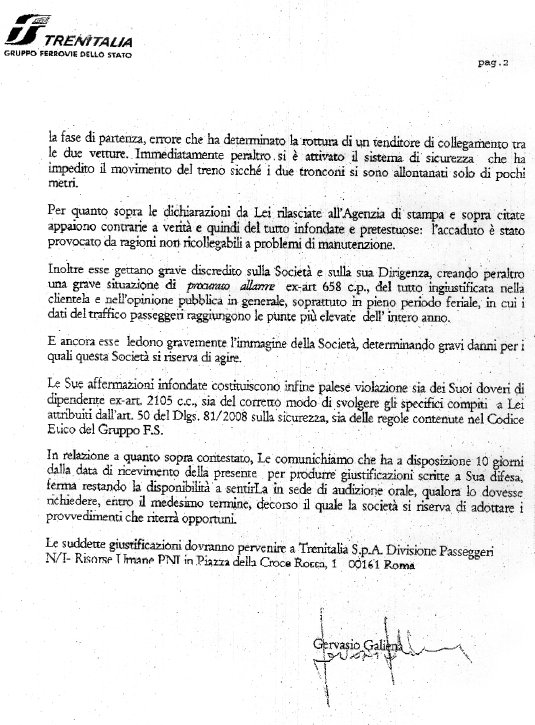 TRENITALIA
GRUPPO FERROVIE DELLO STATO
pag.2
la fase di partenza, errore che ha determinato la rottura di un tenditore di collegamento tra
le due vetture. Immediatamente peraltro si è attivato il sistema di sicurezza che ha
impedito il movimento del treno sicché i due tronconi si sono allontanati solo di pochi
metri.
Per quanto sopra le dichiarazioni da Lei rilasciate all'Agenzia di stampa e sopra citate
appaiono contrarie a verità e quindi del tutto infondate e pretestuose: l'accaduto è stato
provocato da ragioni non ricollegabili a problemi di manutenzione.
Inoltre esse gettano grave discredito sulla Società e sulla sua Dirigenza, creando peraltro
una grave situazione di procurato allarme ex-art 658 c.p., del tutto ingiustificata nella
clientela e nell'opinione pubblica in generale, soprattutto in pieno periodo feriale, in cui i
dati del traffico passeggeri raggiungono le punte più elevate dell' intero anno.
E ancora esse ledono gravemente l'immagine della Società, determinando gravi danni per i
quali questa Società si riserva di agire.
Le Sue affermazioni infondate costituiscono infine palese violazione sia dei Suoi doveri di
dipendente ex-art. 2105 c.c., sia del corretto modo di svolgere gli specifici compiti a Lei
attribuiti dall'art. 50 del Dlgs. 81/2008 sulla sicurezza, sia delle regole contenute nel Codice
Etico del Gruppo F.S.
In relazione a quanto sopra contestato, Le comunichiamo che ha a disposizione 10 giorni
dalla data di ricevimento della presente per produrre giustificazioni scritte a Sua difesa,
ferma restando la disponibilità a sentirLa in sede di audizione orale, qualora lo dovesse
richiedere, entro il medesimo termine, decorso il quale la società si riserva di adottare i
provvedimenti che riterrà opportuni.
Le suddette giustificazioni dovranno pervenire a Trenitalia S.p.A. Divisione Passeggeri
N/I- Risorse Umane PNI in Piazza della Croce Rossa, 1 00161 Roma
Gervasio Galiena